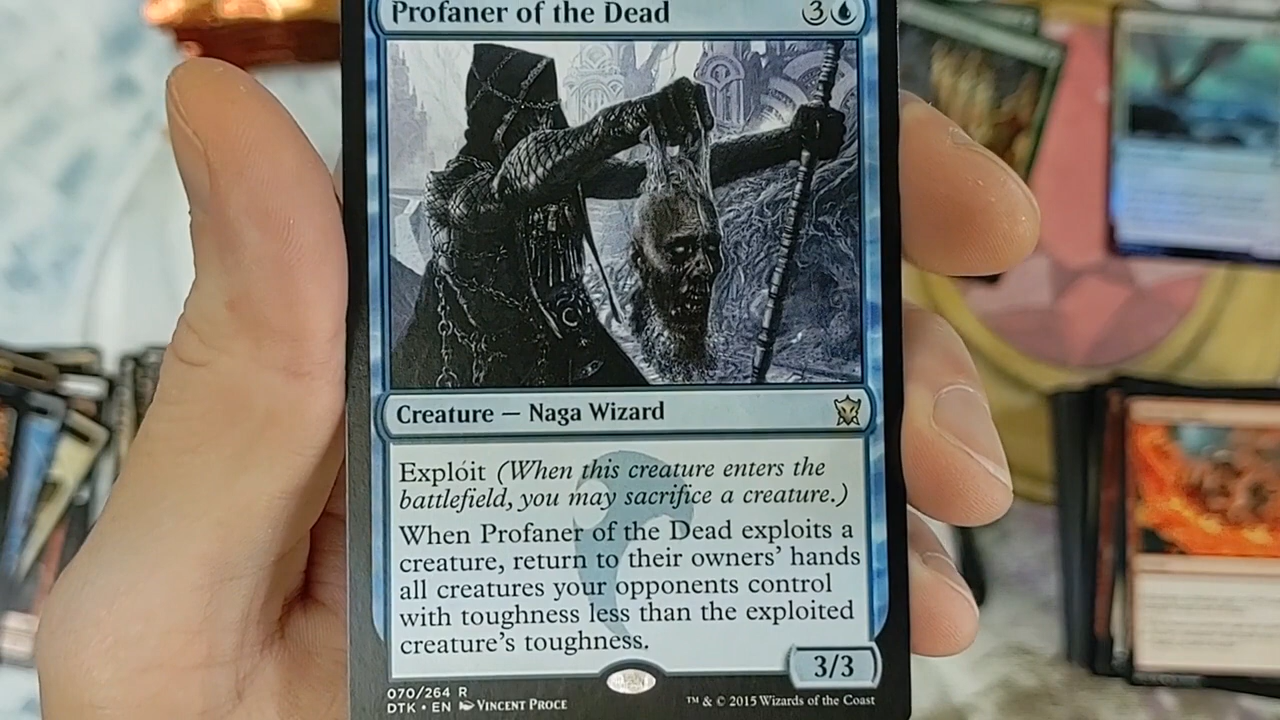 Profaner of the Dead 3
Creature — Naga Wizard
Exploit (When this creature enters the
battlefield, you may sacrifice a creature.)
When Profaner of the Dead exploits a
creature, return to their owners' hands
all creatures your opponents control
with toughness less than the exploited
creature's toughness.
3/3
070/264 R
DTK • EN VINCENT PROCE
™ & © 2015 Wizards of the Coast